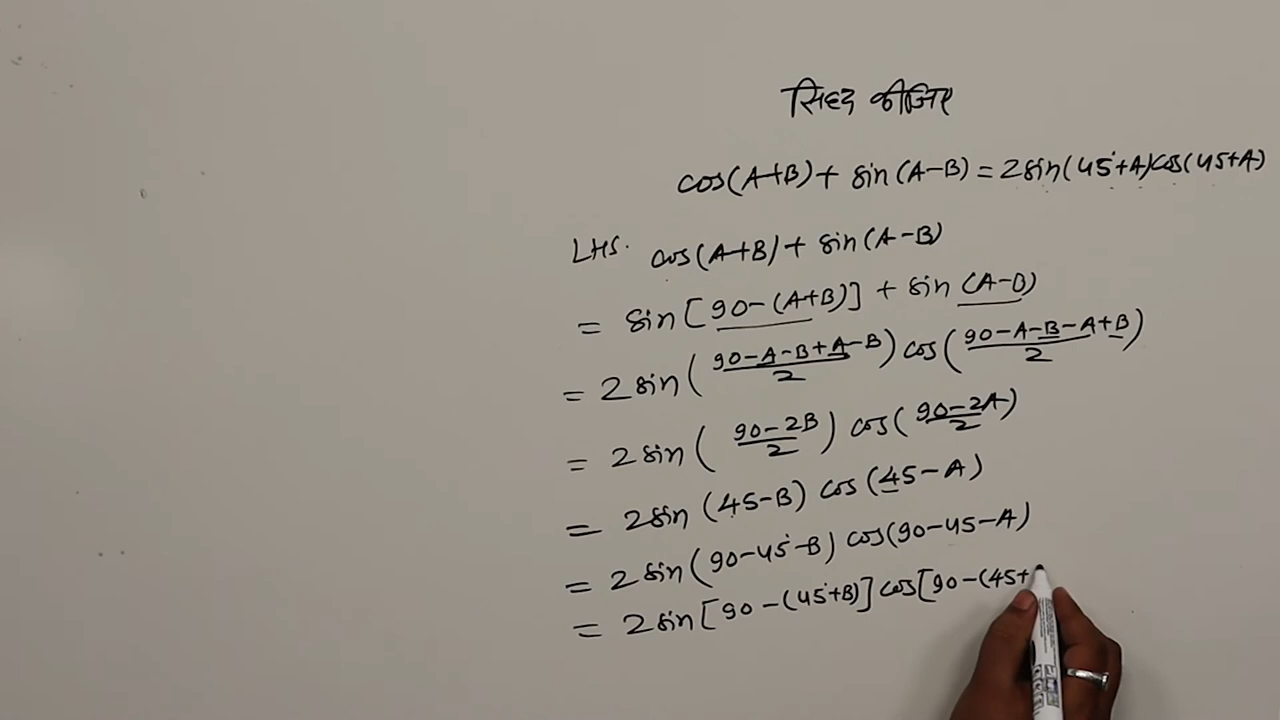 सिध्द कीजिए
cos(A+B)+ sin(A-B) = 2sin(45°+A)cos(45+A)
LHS. cos(A+B)+ sin(A-B)
= sin[90-(A+B)] + sin (A-B)
= 2sin((90-A-B+A-B)/2) cos((90-A-B-A+B)/2)
= 2sin((90-2B)/2) cos((90-2A)/2)
= 2sin (45-B) cos (45-A)
= 2sin(90-45°-B) cos(90-45-A)
= 2sin[90-(45°+B)] cos[90-(45+